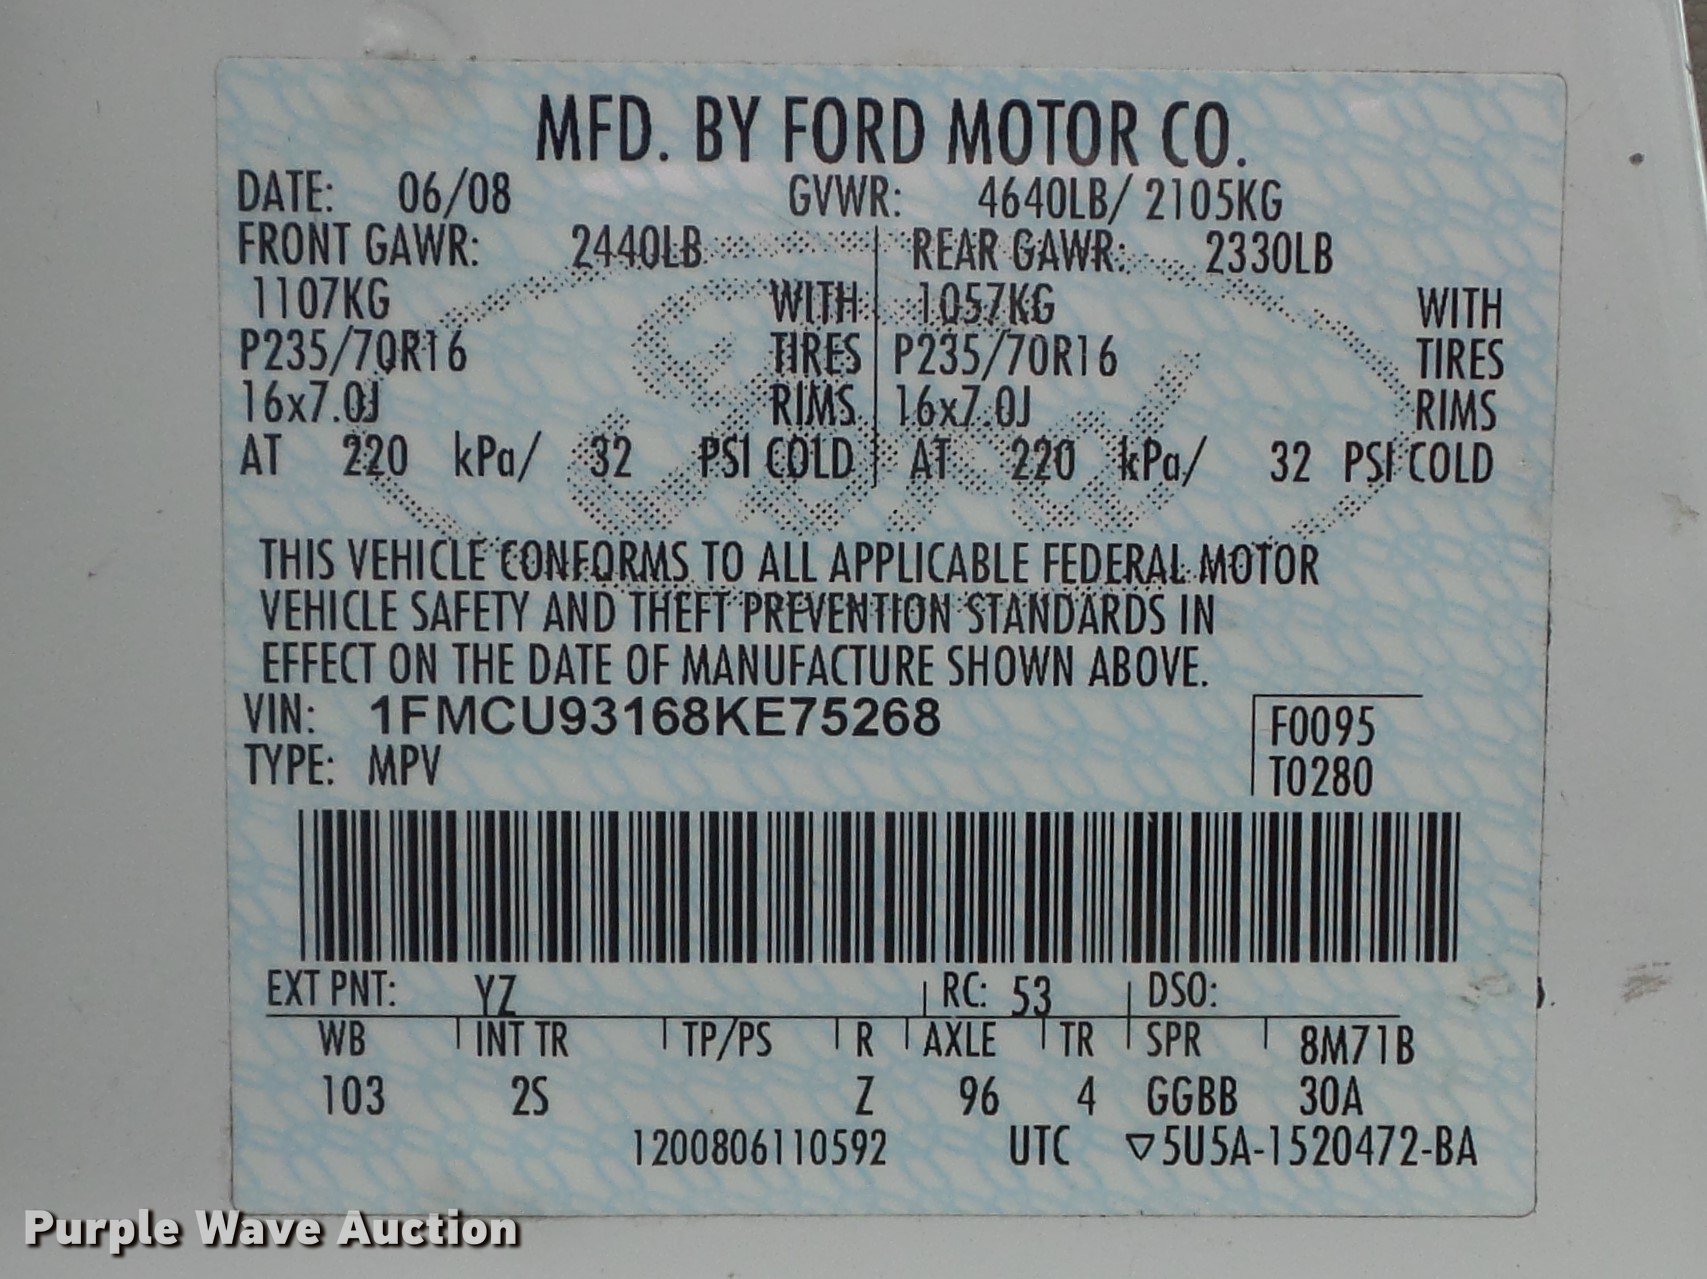 MFD. BY FORD MOTOR CO.
DATE: 06/08 GVWR: 4640LB/ 2105KG
FRONT GAWR: 2440LB REAR GAWR: 2330LB
1107KG WITH 1057KG WITH
P235/70R16 TIRES P235/70R16 TIRES
16x7.0J RIMS 16x7.0J RIMS
AT 220 kPa/ 32 PSI COLD AT 220 kPa/ 32 PSI COLD
THIS VEHICLE CONFORMS TO ALL APPLICABLE FEDERAL MOTOR
VEHICLE SAFETY AND THEFT PREVENTION STANDARDS IN
EFFECT ON THE DATE OF MANUFACTURE SHOWN ABOVE.
VIN: 1FMCU93168KE75268 F0095
TYPE: MPV T0280
EXT PNT: YZ RC: 53 DSO:
WB INT TR TP/PS R AXLE TR SPR 8M71B
103 2S Z 96 4 GGBB 30A
1200806110592 UTC ▽5U5A-1520472-BA
Purple Wave Auction